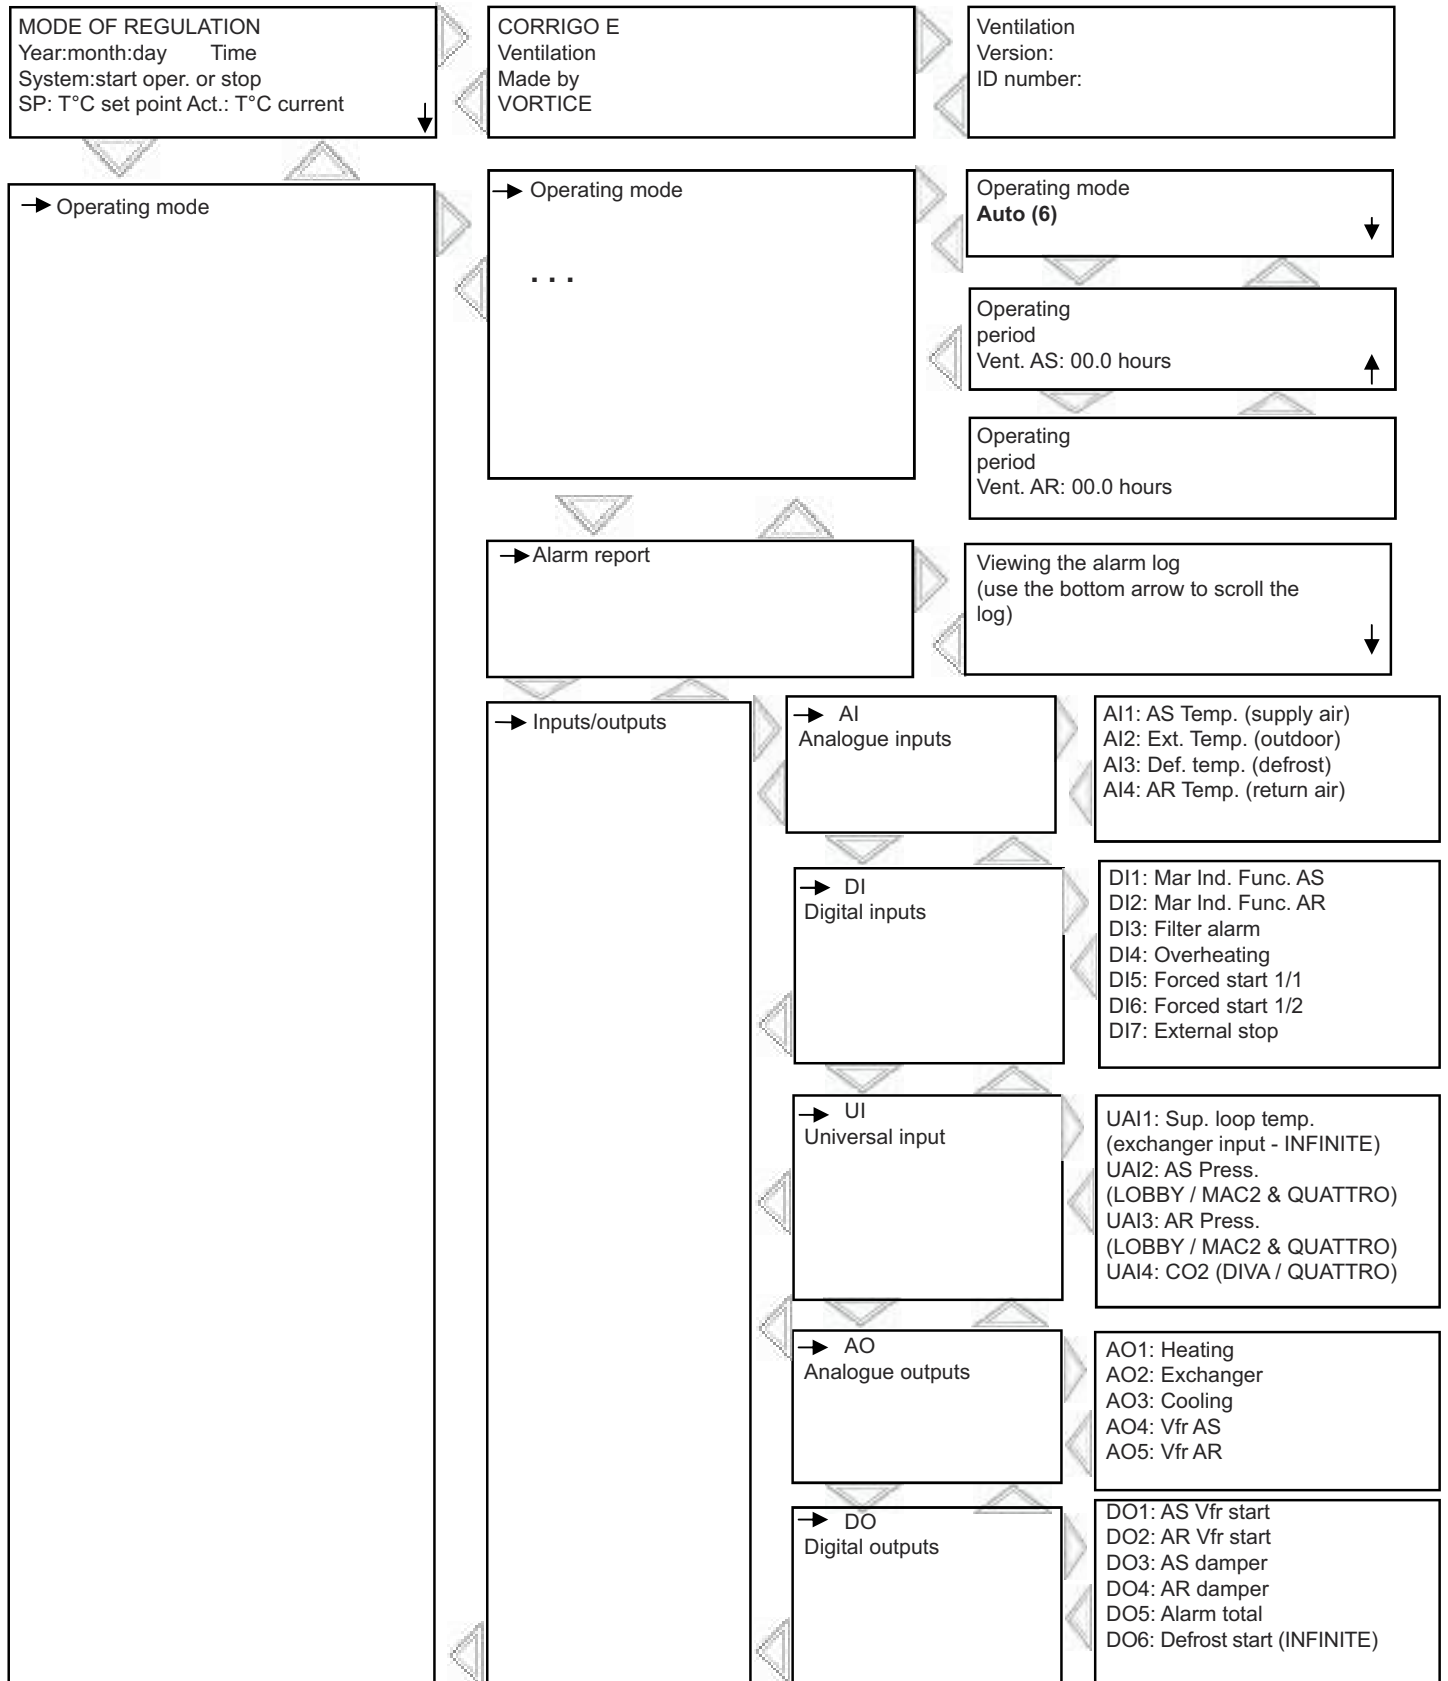 MODE OF REGULATION
Year:month:day Time
System:start oper. or stop
SP: T°C set point Act.: T°C current
CORRIGO E
Ventilation
Made by
VORTICE
Ventilation
Version:
ID number:
Operating mode
Operating mode
. . .
Operating mode
Auto (6)
Operating
period
Vent. AS: 00.0 hours
Operating
period
Vent. AR: 00.0 hours
Alarm report
Viewing the alarm log
(use the bottom arrow to scroll the
log)
Inputs/outputs
AI
Analogue inputs
AI1: AS Temp. (supply air)
AI2: Ext. Temp. (outdoor)
AI3: Def. temp. (defrost)
AI4: AR Temp. (return air)
DI
Digital inputs
DI1: Mar Ind. Func. AS
DI2: Mar Ind. Func. AR
DI3: Filter alarm
DI4: Overheating
DI5: Forced start 1/1
DI6: Forced start 1/2
DI7: External stop
UI
Universal input
UAI1: Sup. loop temp.
(exchanger input - INFINITE)
UAI2: AS Press.
(LOBBY / MAC2 & QUATTRO)
UAI3: AR Press.
(LOBBY / MAC2 & QUATTRO)
UAI4: CO2 (DIVA / QUATTRO)
AO
Analogue outputs
AO1: Heating
AO2: Exchanger
AO3: Cooling
AO4: Vfr AS
AO5: Vfr AR
DO
Digital outputs
DO1: AS Vfr start
DO2: AR Vfr start
DO3: AS damper
DO4: AR damper
DO5: Alarm total
DO6: Defrost start (INFINITE)